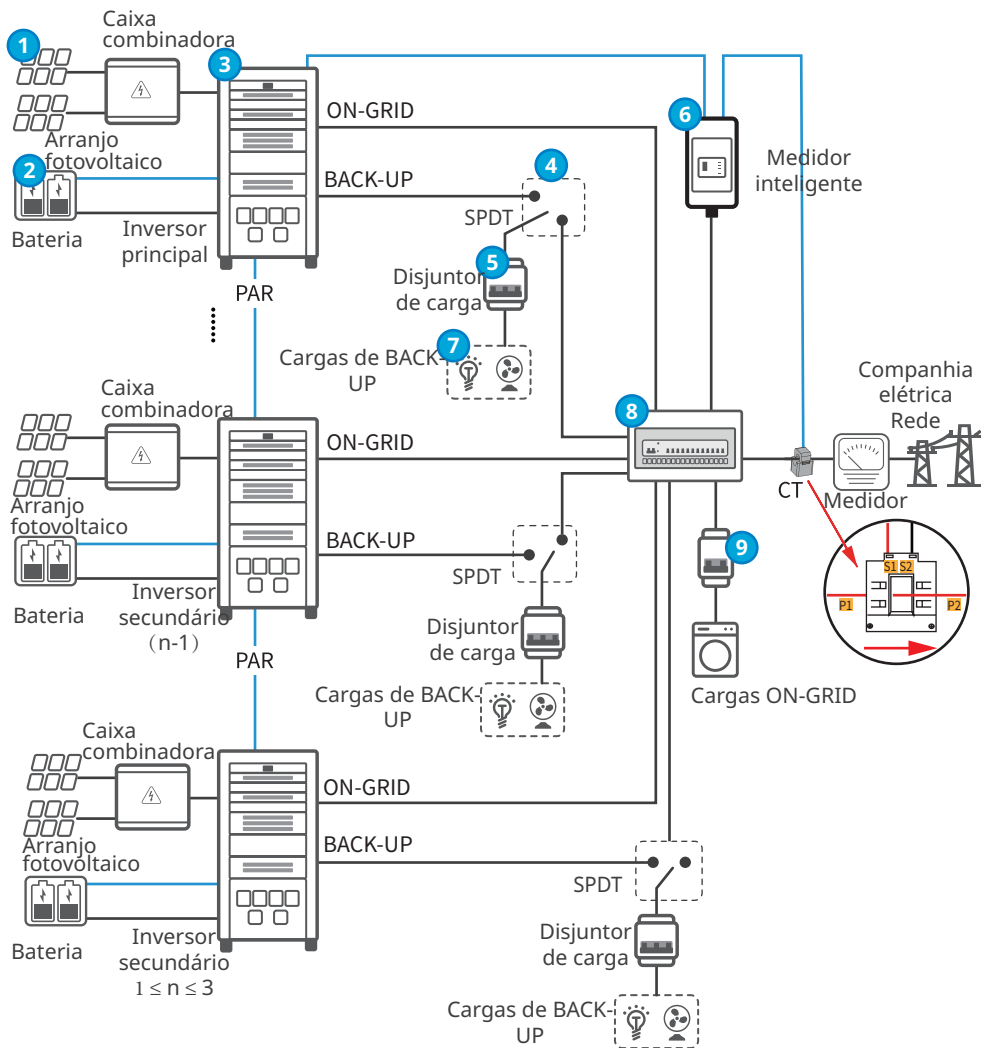 1
Caixa
combinadora
3
ON-GRID
6
Arranjo
fotovoltaico
Medidor
inteligente
2
BACK-UP
4
SPDT
Bateria
Inversor
principal
5
Disjuntor
de carga
PAR
7
Cargas de BACK-
UP
Caixa
combinadora
8
Companhia
elétrica
Rede
ON-GRID
CT
Medidor
Arranjo
fotovoltaico
BACK-UP
9
SPDT
S1 S2
P1
P2
Bateria
Inversor
secundário
(n-1)
Disjuntor
de carga
PAR
Cargas de BACK-
UP
Cargas ON-GRID
Caixa
combinadora
ON-GRID
Arranjo
fotovoltaico
BACK-UP
SPDT
Bateria
Inversor
secundário
1 ≤ n ≤ 3
Disjuntor
de carga
Cargas de BACK-
UP